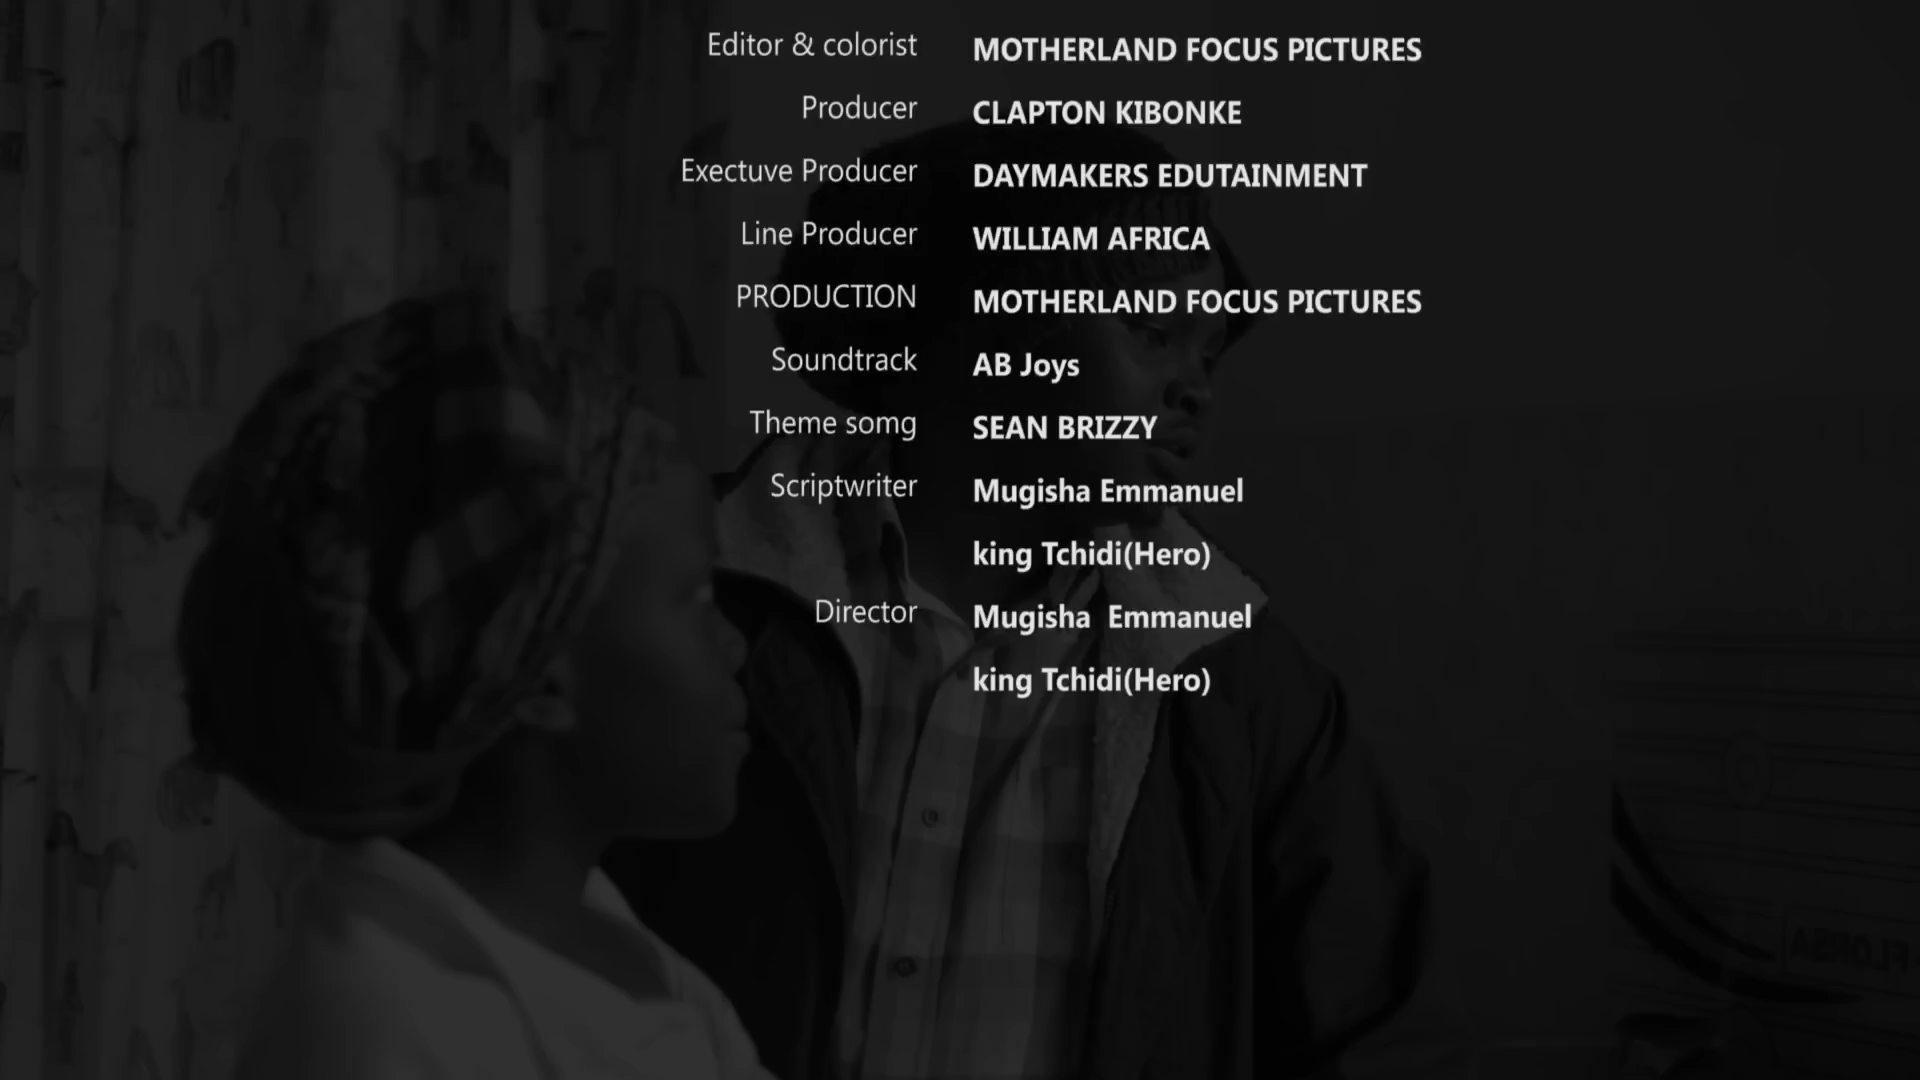 Editor & colorist MOTHERLAND FOCUS PICTURES
Producer CLAPTON KIBONKE
Exectuve Producer DAYMAKERS EDUTAINMENT
Line Producer WILLIAM AFRICA
PRODUCTION MOTHERLAND FOCUS PICTURES
Soundtrack AB Joys
Theme somg SEAN BRIZZY
Scriptwriter Mugisha Emmanuel
king Tchidi(Hero)
Director Mugisha Emmanuel
king Tchidi(Hero)